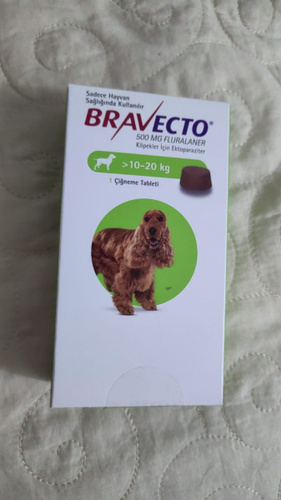 Sadece Hayvan
Sağlığında Kullanılır
BRAVECTO®
500 MG FLURALANER
Köpekler İçin Ektoparaziter
>10-20 kg
1 Çiğneme Tableti